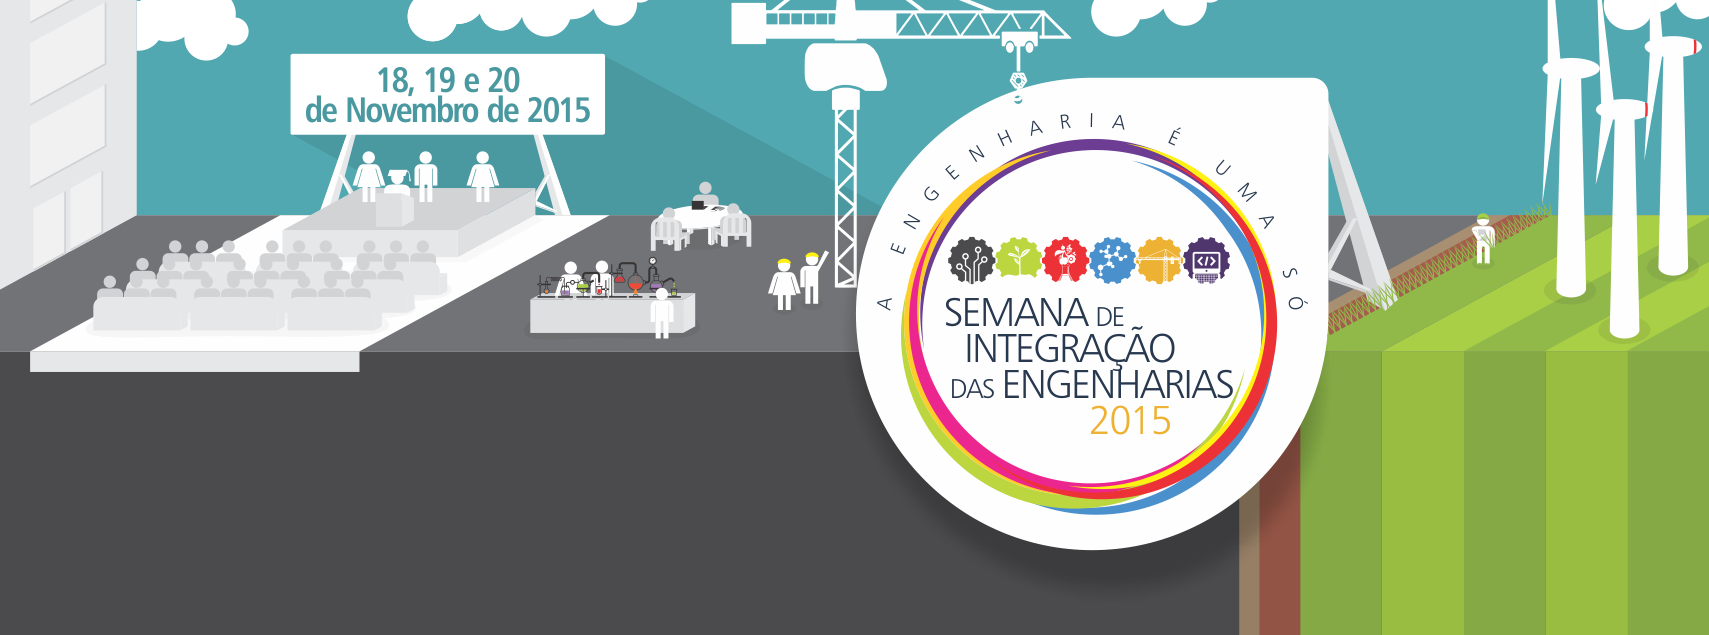 18, 19 e 20
de Novembro de 2015
A ENGENHARIA É UMA SÓ
</>
SEMANA DE
INTEGRAÇÃO
DAS ENGENHARIAS
2015